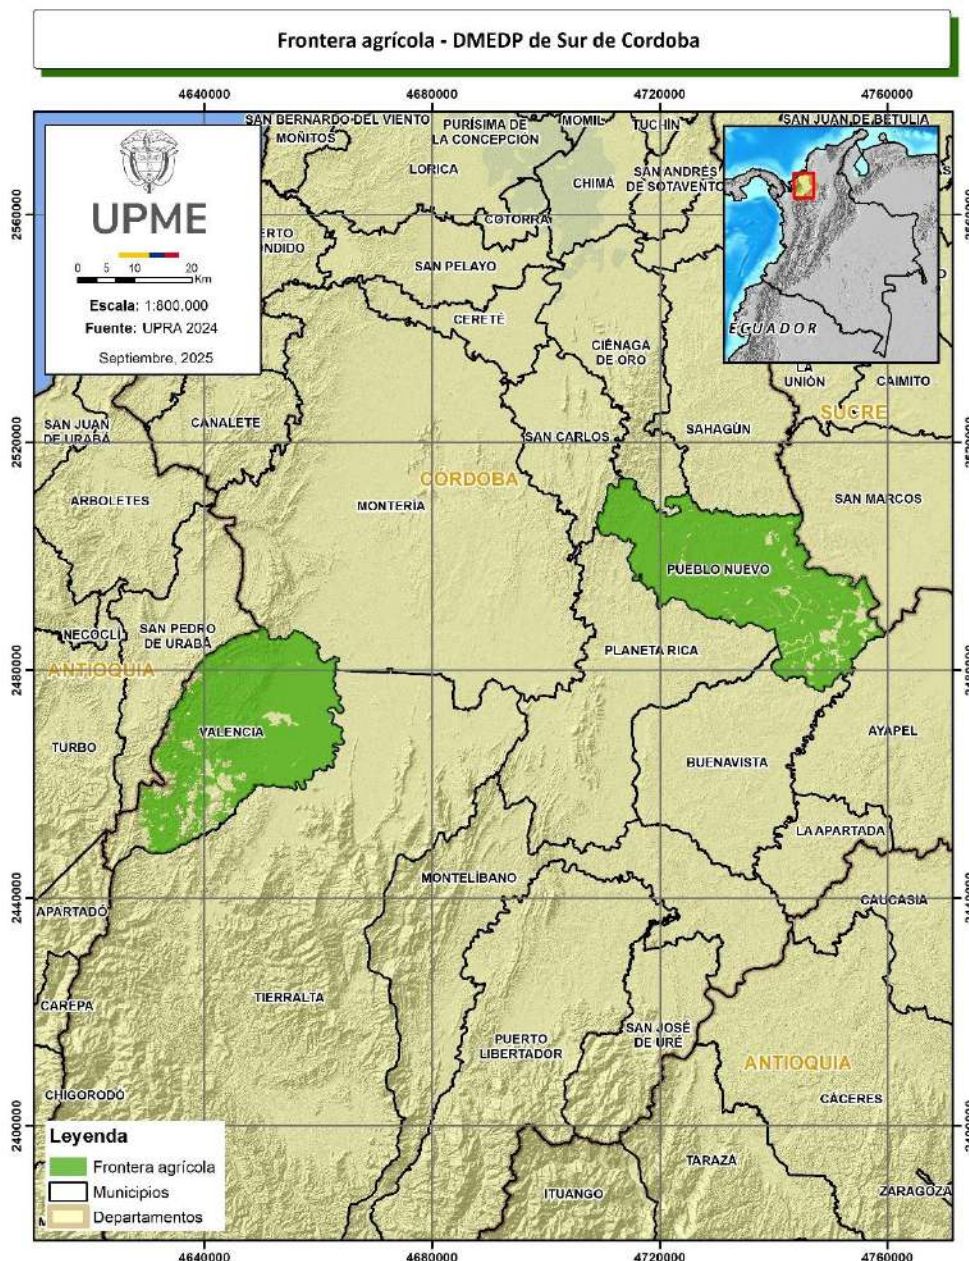 Frontera agrícola - DMEDP de Sur de Cordoba
4640000 4680000 4720000 4760000
UPME
0 5 10 20
Km
Escala: 1:800.000
Fuente: UPRA 2024
Septiembre, 2025
SAN BERNARDO DEL VIENTO
MOÑITOS
PURÍSIMA DE
LA CONCEPCIÓN
MOMIL
TUCHÍN
SAN JUAN DE BETULIA
LORICA
CHIMÁ
SAN ANDRÉS
DE SOTAVENTO
COTORRA
2560000
SAN PELAYO
CERETÉ
CIÉNAGA
DE ORO
ECUADOR
LA
UNIÓN
CAIMITO
SUCRE
SAN JUAN
DE URABÁ
CANALETE
SAN CARLOS
SAHAGÚN
2520000
CÓRDOBA
ARBOLETES
MONTERÍA
SAN MARCOS
PUEBLO NUEVO
NECOCLÍ
SAN PEDRO
DE URABÁ
PLANETA RICA
ANTIOQUIA
2480000
2480000
TURBO
VALENCIA
BUENAVISTA
AYAPEL
LA APARTADA
MONTELÍBANO
2440000
2440000
CAUCASIA
APARTADÓ
CAREPA
TIERRALTA
PUERTO
LIBERTADOR
SAN JOSÉ
DE URÉ
ANTIOQUIA
CHIGORODÓ
CÁCERES
2400000
2400000
TARAZÁ
ITUANGO
ZARAGOZA
Leyenda
Frontera agrícola
Municipios
Departamentos
4640000 4680000 4720000 4760000